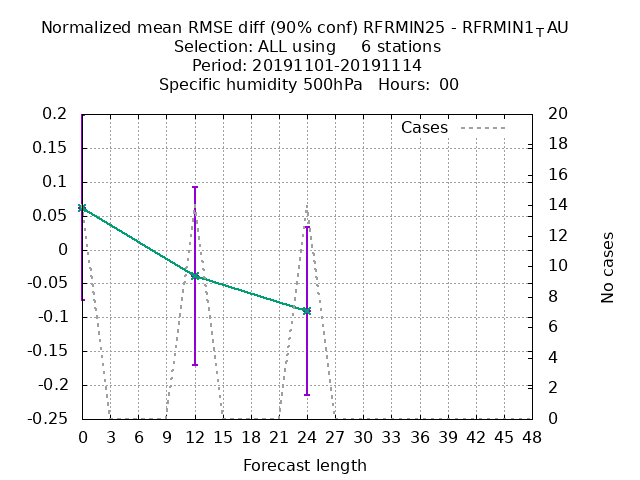 Normalized mean RMSE diff (90% conf) RFRMIN25 - RFRMIN1TAU
Selection: ALL using 6 stations
Period: 20191101-20191114
Specific humidity 500hPa Hours: 00
Cases
0.2
0.15
0.1
0.05
0
-0.05
-0.1
-0.15
-0.2
-0.25
20
18
16
14
12
10
8
6
4
2
0
No cases
0 3 6 9 12 15 18 21 24 27 30 33 36 39 42 45 48
Forecast length